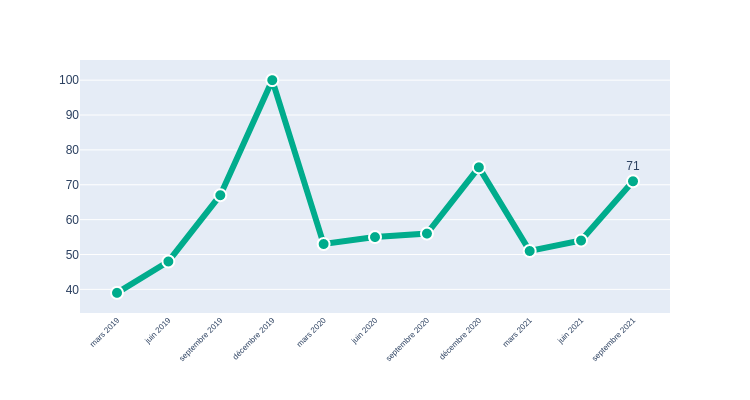 100
90
80
70
60
50
40
71
mars 2019
juin 2019
septembre 2019
décembre 2019
mars 2020
juin 2020
septembre 2020
décembre 2020
mars 2021
juin 2021
septembre 2021